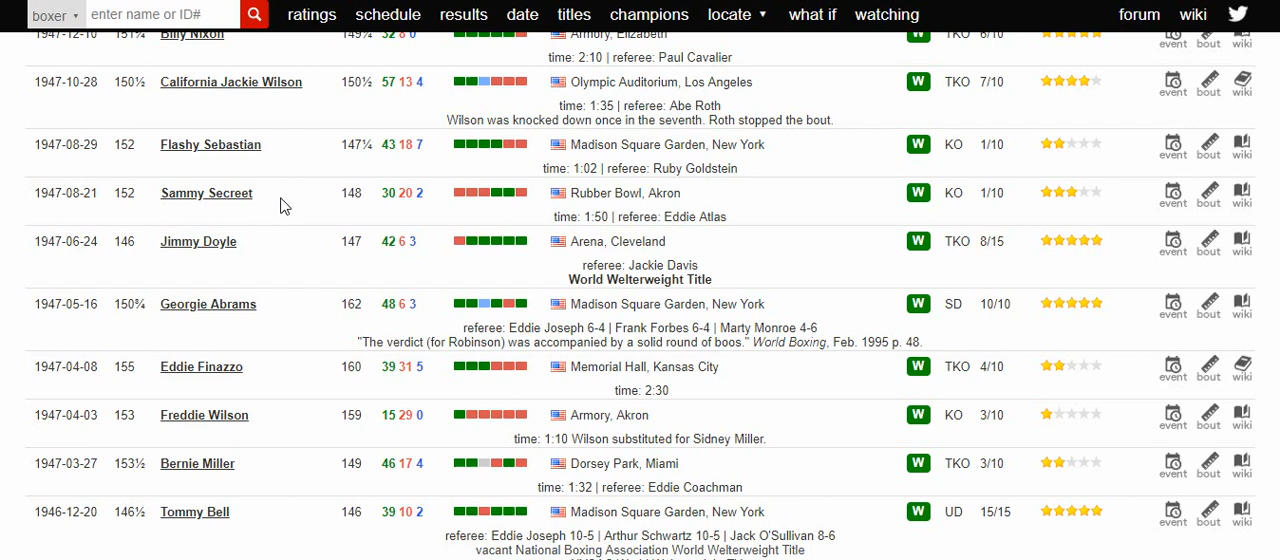 boxer enter name or ID# ratings schedule results date titles champions locate what if watching forum wiki
1947-12-10 151¼ Billy Nixon 149¼ 32 8 0 Armory, Elizabeth W TKO 6/10 event bout wiki
time: 2:10 | referee: Paul Cavalier
1947-10-28 150½ California Jackie Wilson 150½ 57 13 4 Olympic Auditorium, Los Angeles W TKO 7/10 event bout wiki
time: 1:35 | referee: Abe Roth
Wilson was knocked down once in the seventh. Roth stopped the bout.
1947-08-29 152 Flashy Sebastian 147¼ 43 18 7 Madison Square Garden, New York W KO 1/10 event bout wiki
time: 1:02 | referee: Ruby Goldstein
1947-08-21 152 Sammy Secreet 148 30 20 2 Rubber Bowl, Akron W KO 1/10 event bout wiki
time: 1:50 | referee: Eddie Atlas
1947-06-24 146 Jimmy Doyle 147 42 6 3 Arena, Cleveland W TKO 8/15 event bout wiki
referee: Jackie Davis
World Welterweight Title
1947-05-16 150¾ Georgie Abrams 162 48 6 3 Madison Square Garden, New York W SD 10/10 event bout wiki
referee: Eddie Joseph 6-4 | Frank Forbes 6-4 | Marty Monroe 4-6
"The verdict (for Robinson) was accompanied by a solid round of boos." World Boxing, Feb. 1995 p. 48.
1947-04-08 155 Eddie Finazzo 160 39 31 5 Memorial Hall, Kansas City W TKO 4/10 event bout wiki
time: 2:30
1947-04-03 153 Freddie Wilson 159 15 29 0 Armory, Akron W KO 3/10 event bout wiki
time: 1:10 Wilson substituted for Sidney Miller.
1947-03-27 153½ Bernie Miller 149 46 17 4 Dorsey Park, Miami W TKO 3/10 event bout wiki
time: 1:32 | referee: Eddie Coachman
1946-12-20 146½ Tommy Bell 146 39 10 2 Madison Square Garden, New York W UD 15/15 event bout wiki
referee: Eddie Joseph 10-5 | Arthur Schwartz 10-5 | Jack O'Sullivan 8-6
vacant National Boxing Association World Welterweight Title